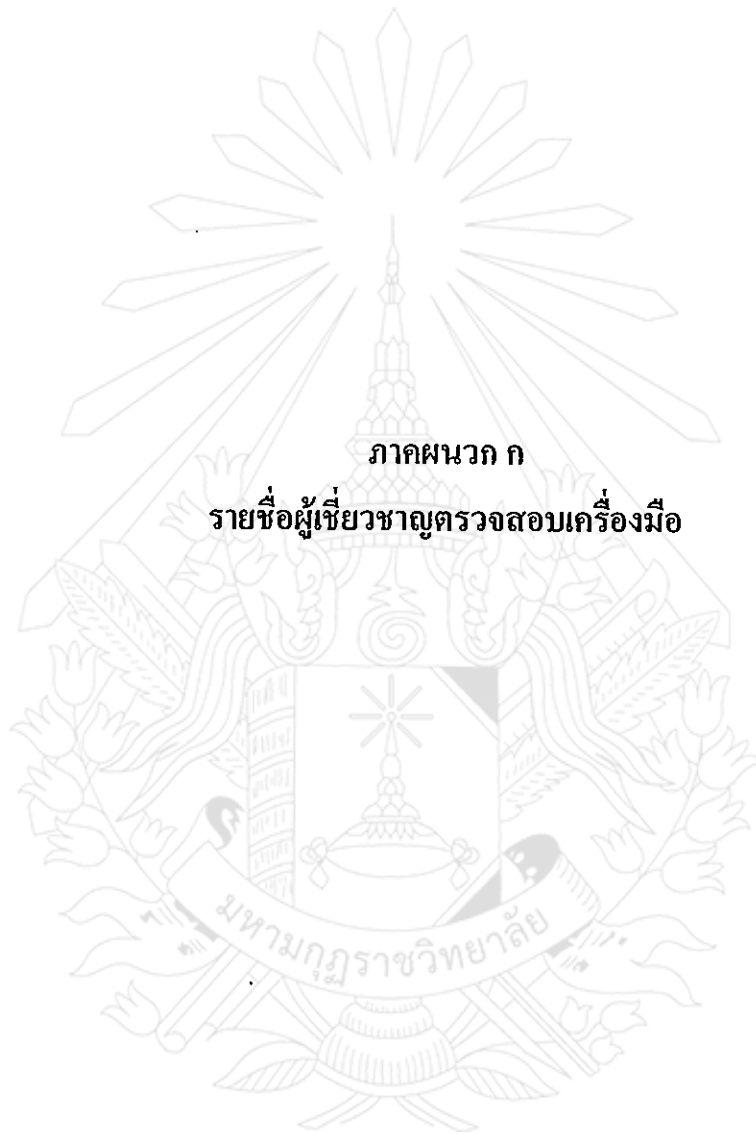 ภาคผนวก ก
รายชื่อผู้เชี่ยวชาญตรวจสอบเครื่องมือ
มหามกุฏราชวิทยาลัย